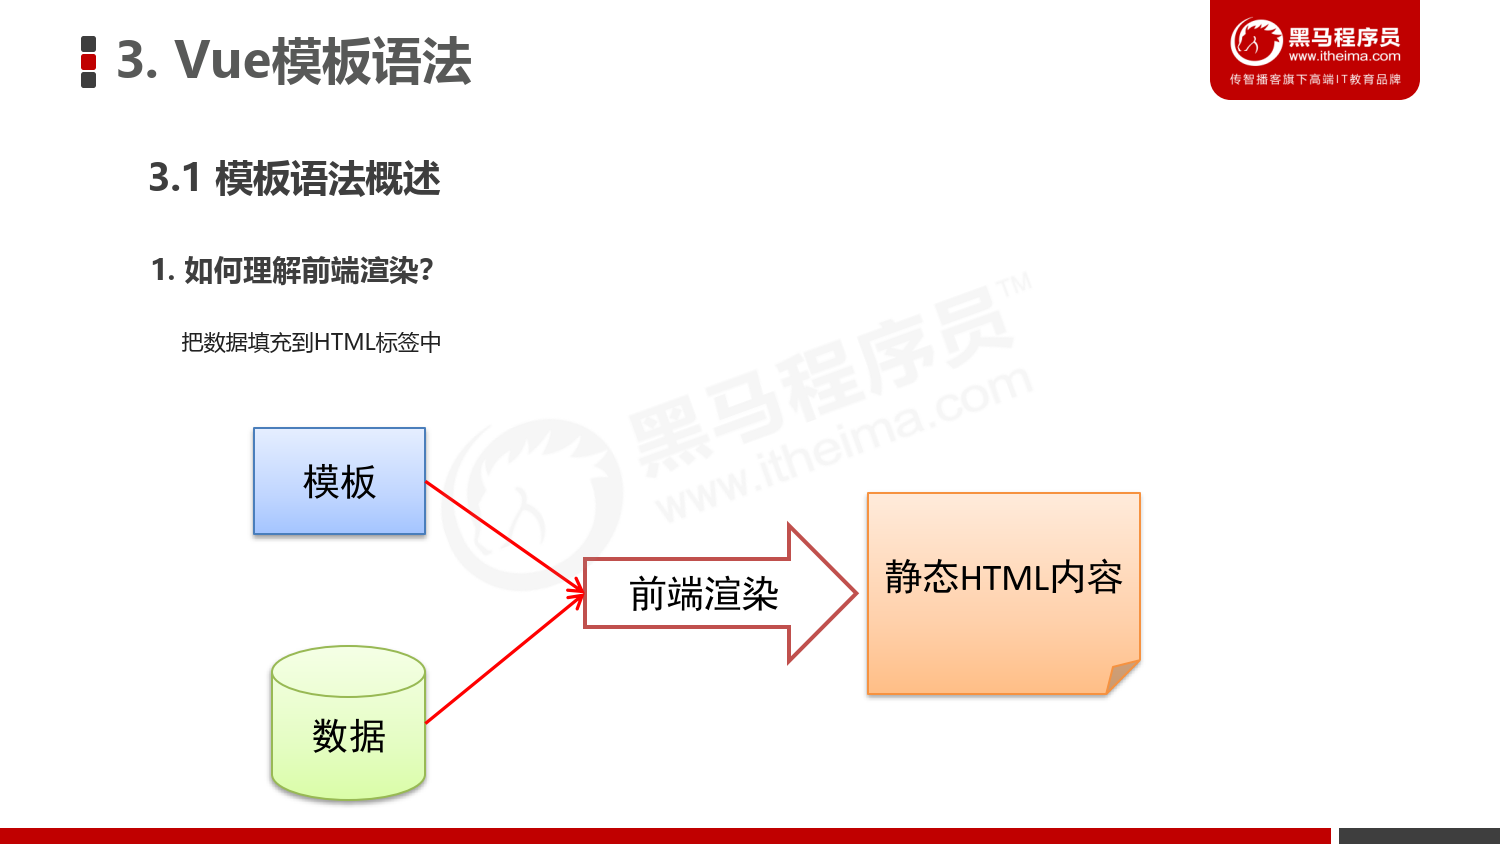 3. Vue模板语法
黑马程序员
www.itheima.com
传智播客旗下高端IT教育品牌
3.1 模板语法概述
1. 如何理解前端渲染?
把数据填充到HTML标签中
黑马程序员™
www.itheima.com
模板
前端渲染
静态HTML内容
数据